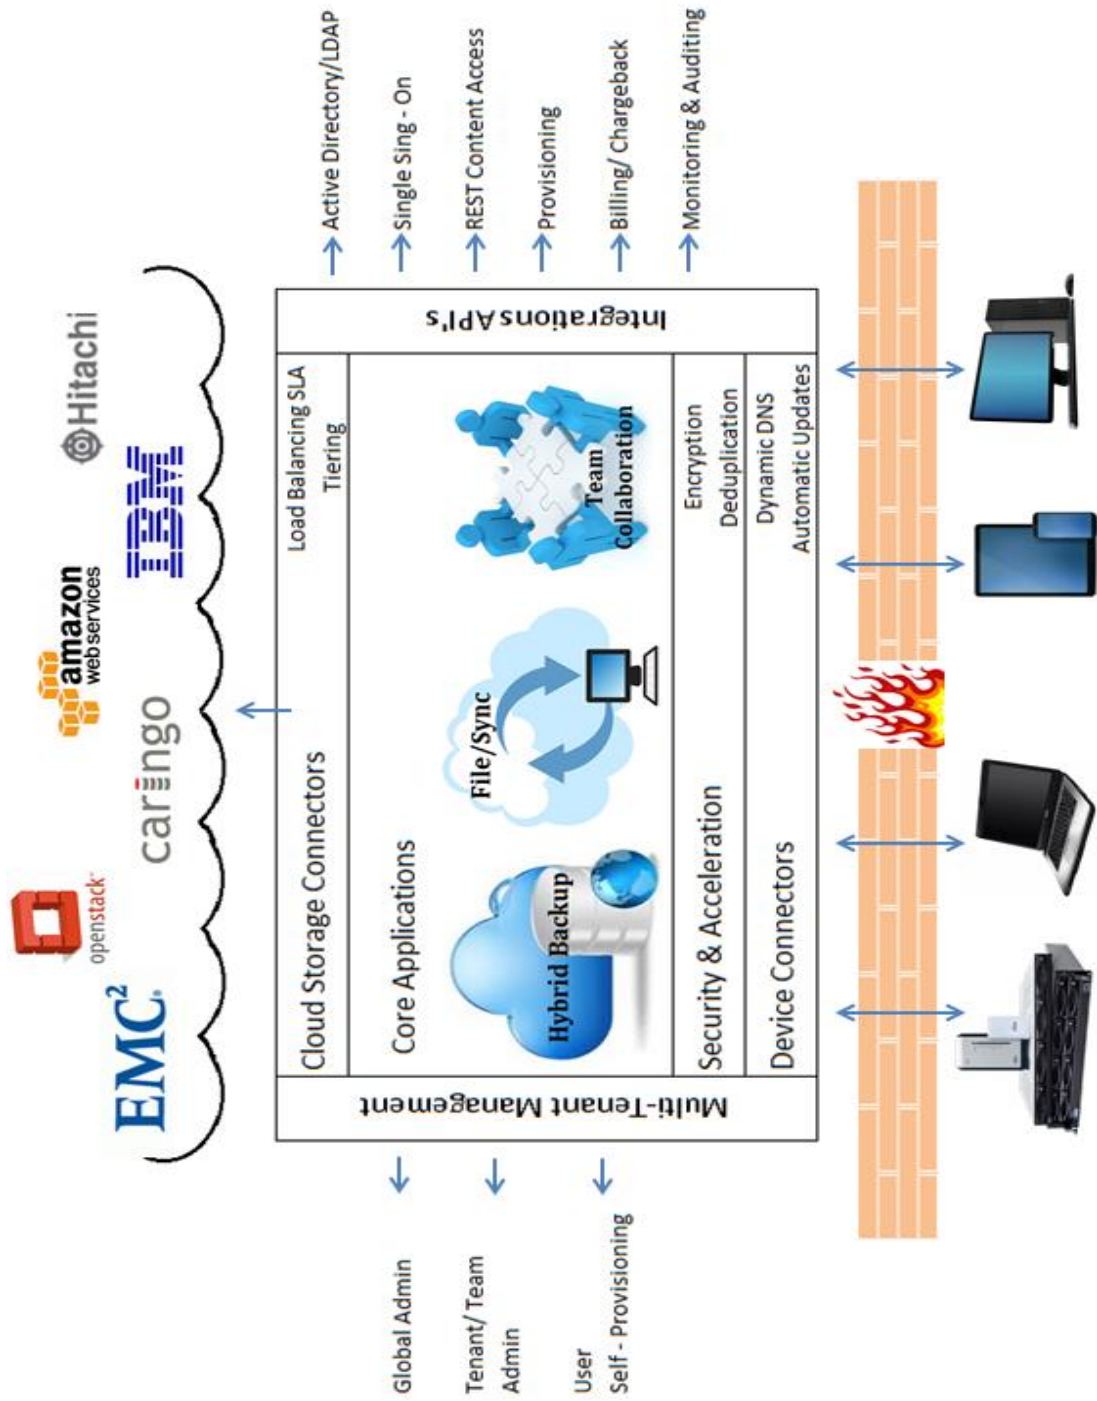 openstack™
amazon
webservices
Hitachi
EMC²
caringo
IBM
Cloud Storage Connectors
Load Balancing SLA
Tiering
Multi-Tenant Management
Global Admin
Tenant/ Team
Admin
User
Self - Provisioning
Core Applications
Hybrid Backup
File/Sync
Team
Collaboration
Security & Acceleration
Encryption
Deduplication
Device Connectors
Dynamic DNS
Automatic Updates
Integrations API's
Active Directory/LDAP
Single Sing - On
REST Content Access
Provisioning
Billing/ Chargeback
Monitoring & Auditing